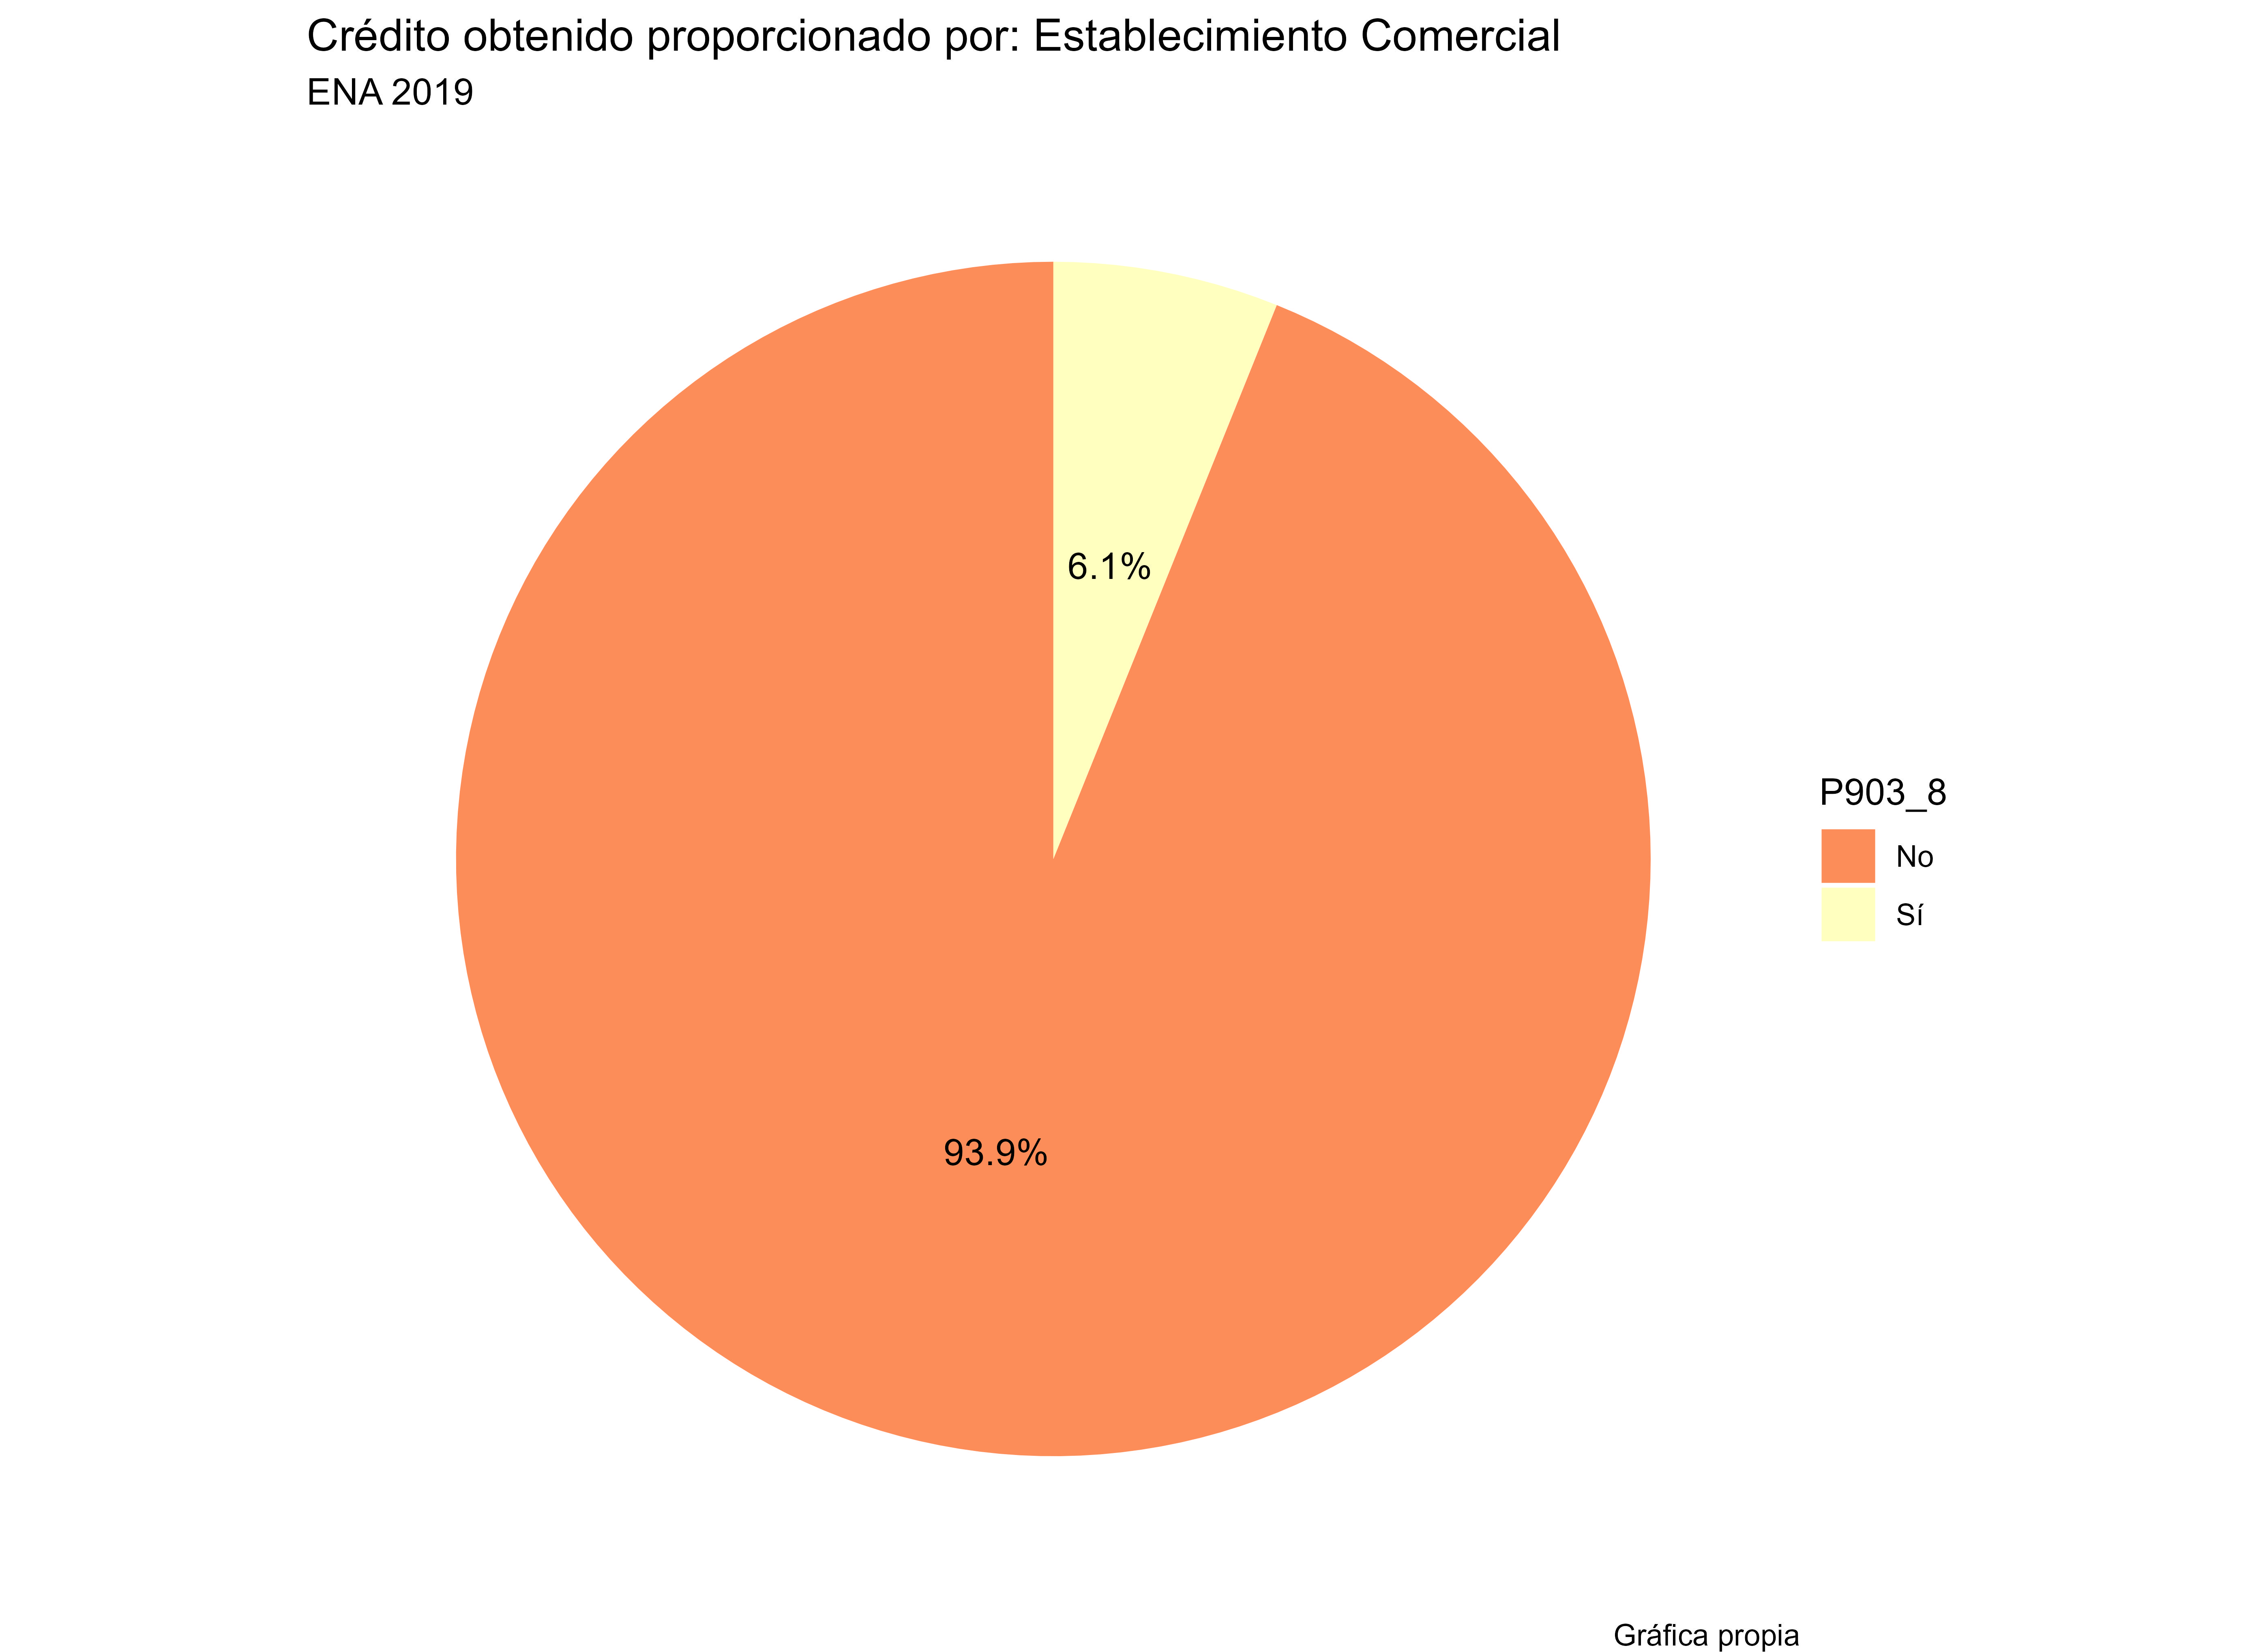 Crédito obtenido proporcionado por: Establecimiento Comercial
ENA 2019
6.1%
93.9%
P903_8
No
Sí
Gráfica propia